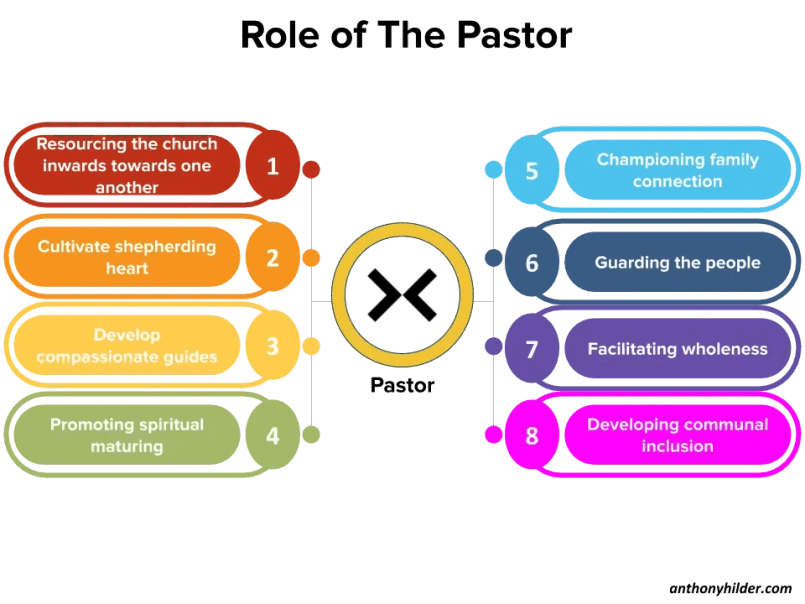 Role of The Pastor
Resourcing the church
inwards towards one
another
1
Cultivate shepherding
heart
2
Develop
compassionate guides
3
Promoting spiritual
maturing
4
Pastor
5
Championing family
connection
6
Guarding the people
7
Facilitating wholeness
8
Developing communal
inclusion
anthonyhilder.com